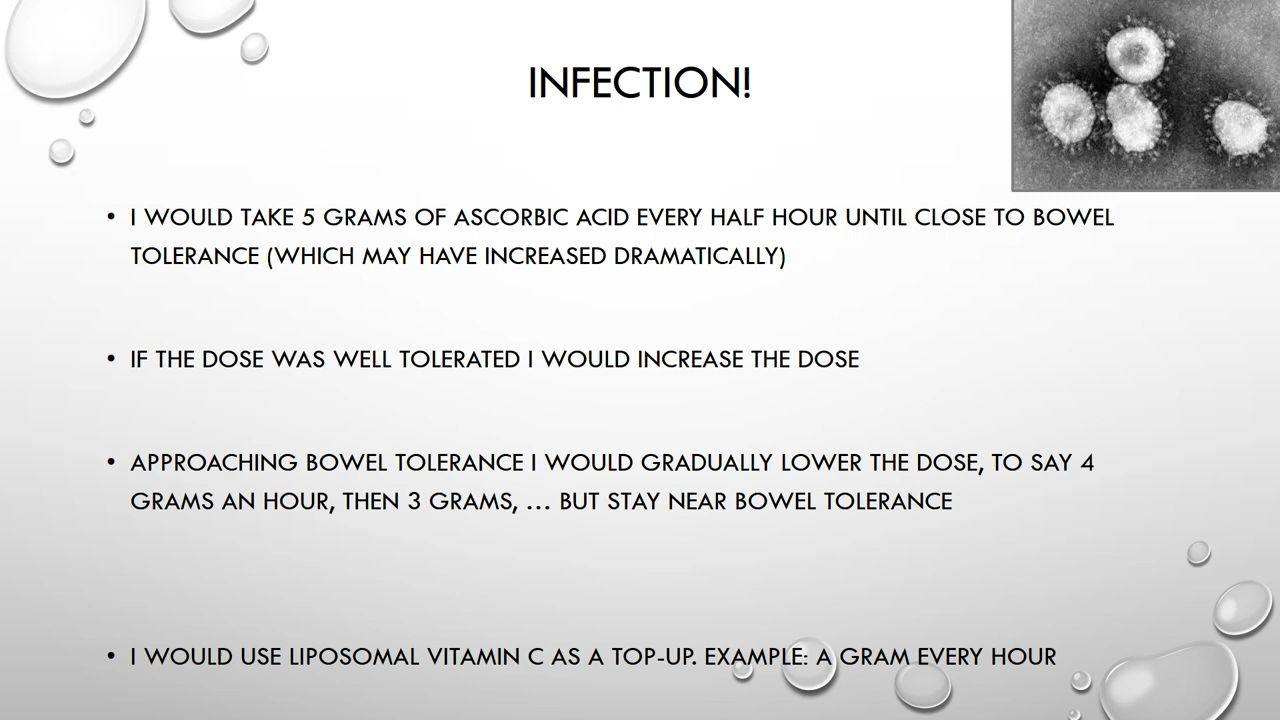 INFECTION!
• I WOULD TAKE 5 GRAMS OF ASCORBIC ACID EVERY HALF HOUR UNTIL CLOSE TO BOWEL
TOLERANCE (WHICH MAY HAVE INCREASED DRAMATICALLY)
• IF THE DOSE WAS WELL TOLERATED I WOULD INCREASE THE DOSE
• APPROACHING BOWEL TOLERANCE I WOULD GRADUALLY LOWER THE DOSE, TO SAY 4
GRAMS AN HOUR, THEN 3 GRAMS, … BUT STAY NEAR BOWEL TOLERANCE
• I WOULD USE LIPOSOMAL VITAMIN C AS A TOP-UP. EXAMPLE: A GRAM EVERY HOUR